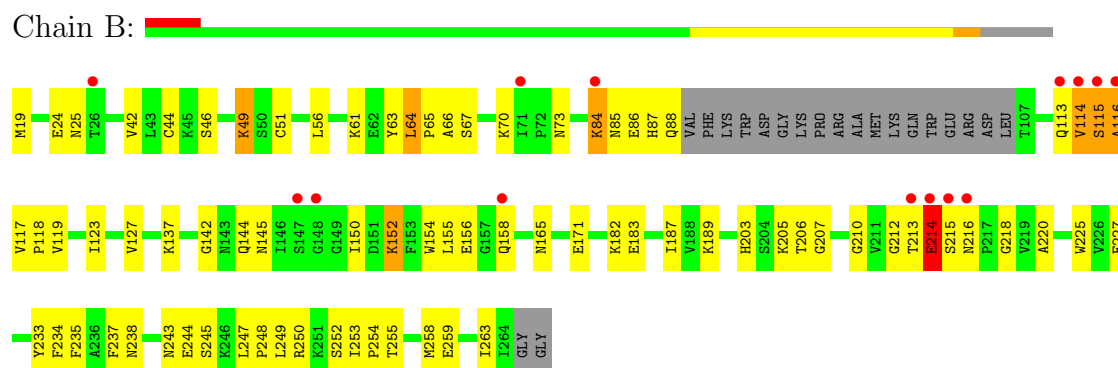 Chain B:
M19 E24 N25 T26 V42 L43 C44 K45 S46 K49 S50 C51 L56 K61 E62 Y63 L64 P65 A66 S67 K70 I71 P72 N73 K84 N85 E86 H87 Q88 VAL PHE LYS TRP ASP GLY LYS PRO ARG ALA MET LYS GLN TRP GLU ARG ASP LEU T107 Q113 V114 S115 A116
V117 P118 V119 I123 V127 K137 G142 N143 Q144 N145 I146 S147 G148 G149 I150 D151 K152 F153 W154 L155 E156 G157 Q158 N165 E171 K182 E183 I187 V188 K189 H203 S204 K205 T206 G207 G210 V211 G212 T213 E214 S215 N216 P217 G218 V219 A220 W225 V226 E227
Y233 F234 F235 A236 F237 N238 N243 E244 S245 K246 L247 P248 L249 R250 K251 S252 I253 P254 T255 M258 E259 I263 I264 GLY GLY